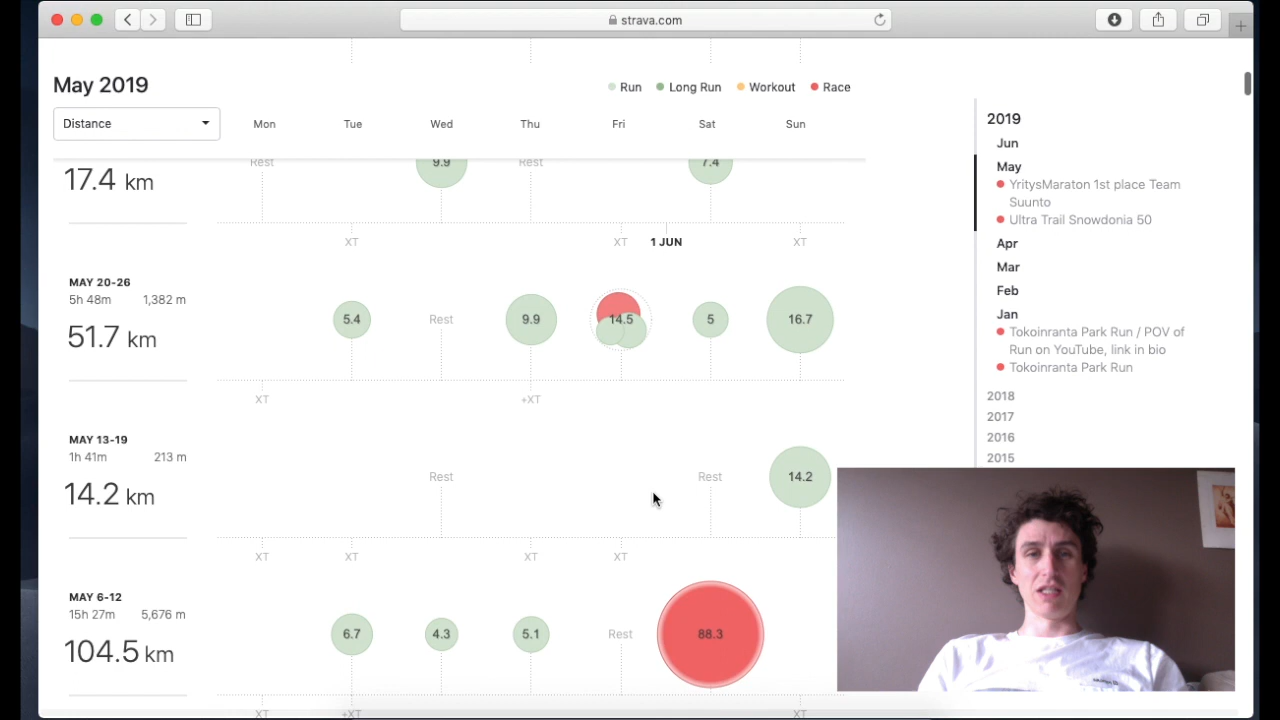 strava.com
May 2019
Run Long Run Workout Race
Distance
Mon Tue Wed Thu Fri Sat Sun
Rest 9.9 Rest 7.4
17.4 km
XT XT 1 JUN XT
MAY 20-26
5h 48m 1,382 m
51.7 km
5.4 Rest 9.9 14.5 5 16.7
XT +XT
MAY 13-19
1h 41m 213 m
14.2 km
Rest Rest 14.2
XT XT XT XT
MAY 6-12
15h 27m 5,676 m
104.5 km
6.7 4.3 5.1 Rest 88.3
XT +XT XT
2019
Jun
May
YritysMaraton 1st place Team
Suunto
Ultra Trail Snowdonia 50
Apr
Mar
Feb
Jan
Tokoinranta Park Run / POV of
Run on YouTube, link in bio
Tokoinranta Park Run
2018
2017
2016
2015